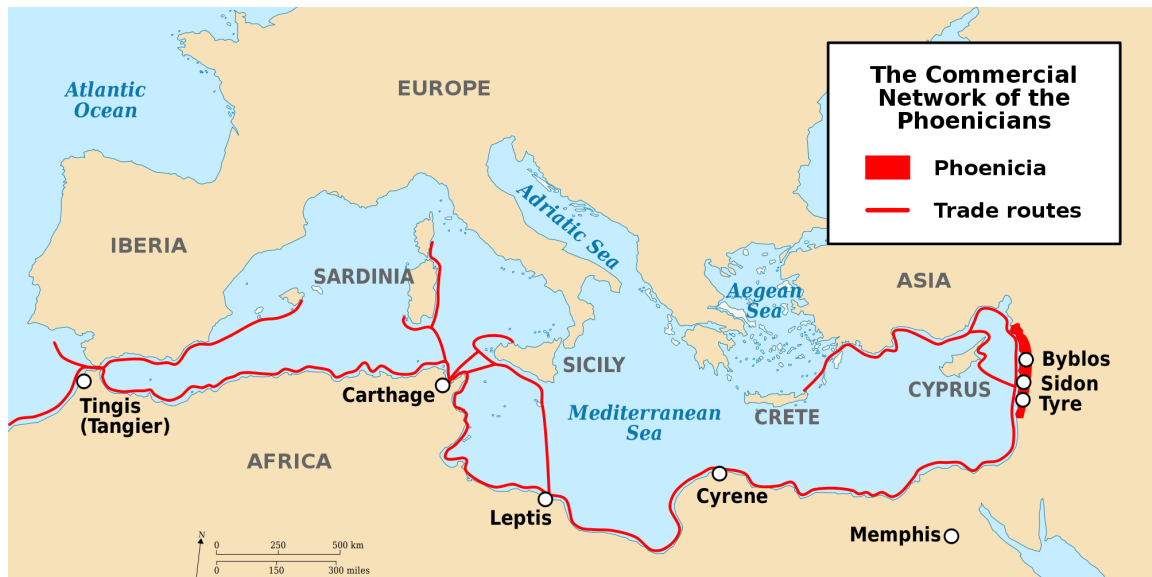 The Commercial
Network of the
Phoenicians
Phoenicia
Trade routes
Atlantic
Ocean
EUROPE
Adriatic Sea
IBERIA
SARDINIA
Aegean
Sea
ASIA
SICILY
Byblos
Sidon
Tyre
CYPRUS
Carthage
Tingis
(Tangier)
Mediterranean
Sea
CRETE
AFRICA
Cyrene
Leptis
Memphis
N
0 250 500 km
0 150 300 miles